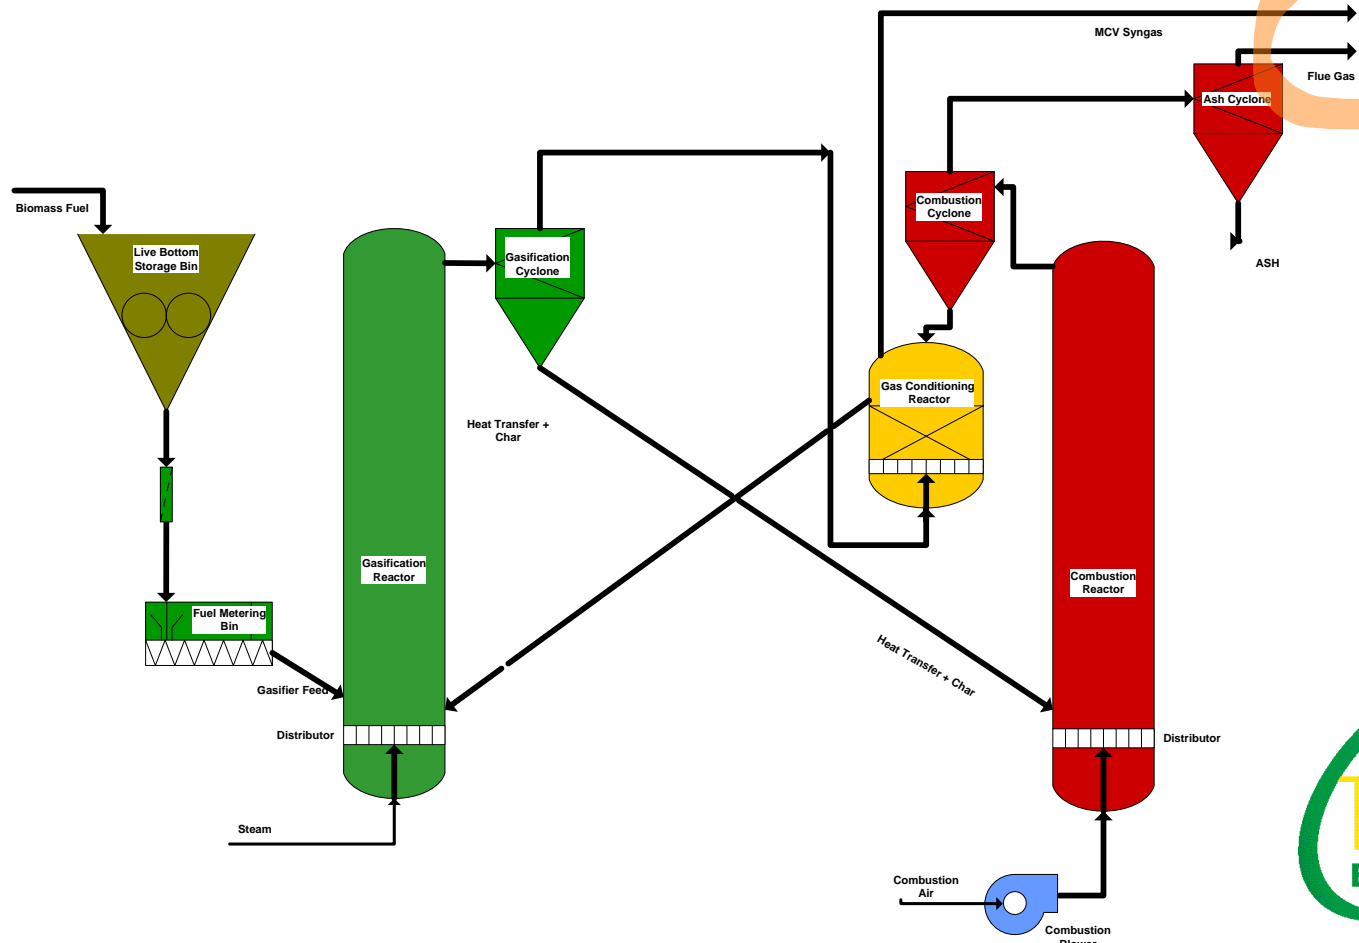 MCV Syngas
Flue Gas
Ash Cyclone
Biomass Fuel
Combustion
Cyclone
Live Bottom
Storage Bin
Gasification
Cyclone
ASH
Gas Conditioning
Reactor
Heat Transfer +
Char
Gasification
Reactor
Combustion
Reactor
Fuel Metering
Bin
Heat Transfer + Char
Gasifier Feed
Distributor
Distributor
Steam
Combustion
Air
Combustion